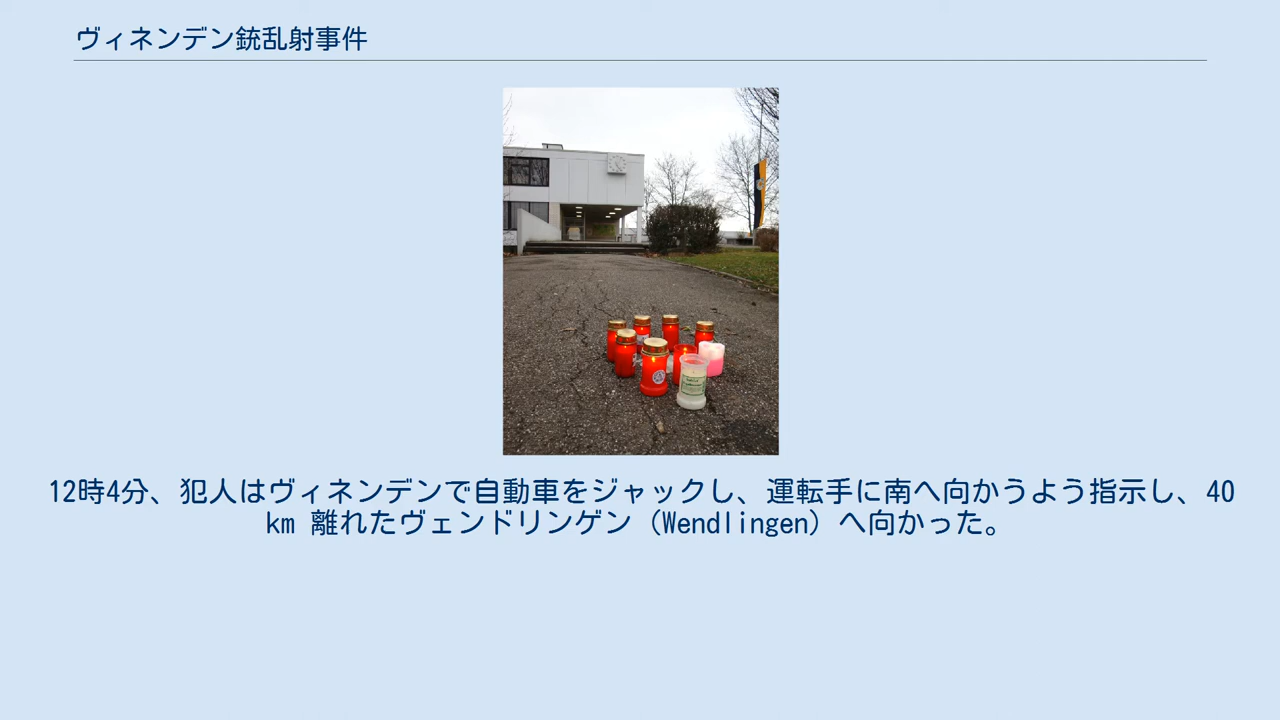 ヴィネンデン銃乱射事件
12時4分、犯人はヴィネンデンで自動車をジャックし、運転手に南へ向かうよう指示し、40
km 離れたヴェンドリンゲン（Wendlingen）へ向かった。